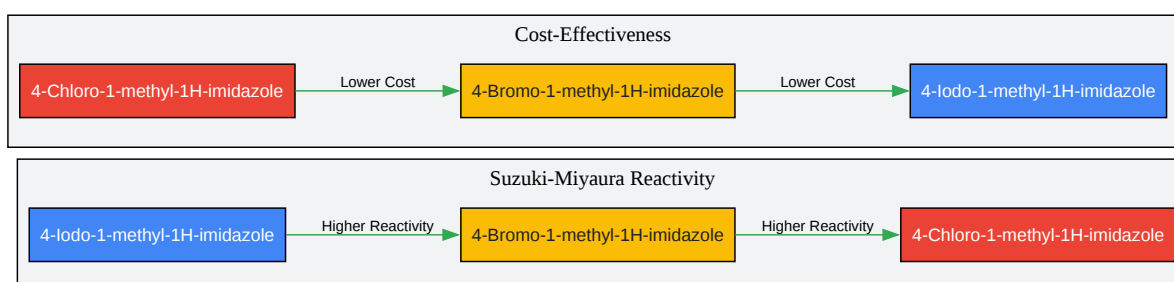 Cost-Effectiveness
4-Chloro-1-methyl-1H-imidazole
Lower Cost
4-Bromo-1-methyl-1H-imidazole
Lower Cost
4-Iodo-1-methyl-1H-imidazole
Suzuki-Miyaura Reactivity
4-Iodo-1-methyl-1H-imidazole
Higher Reactivity
4-Bromo-1-methyl-1H-imidazole
Higher Reactivity
4-Chloro-1-methyl-1H-imidazole